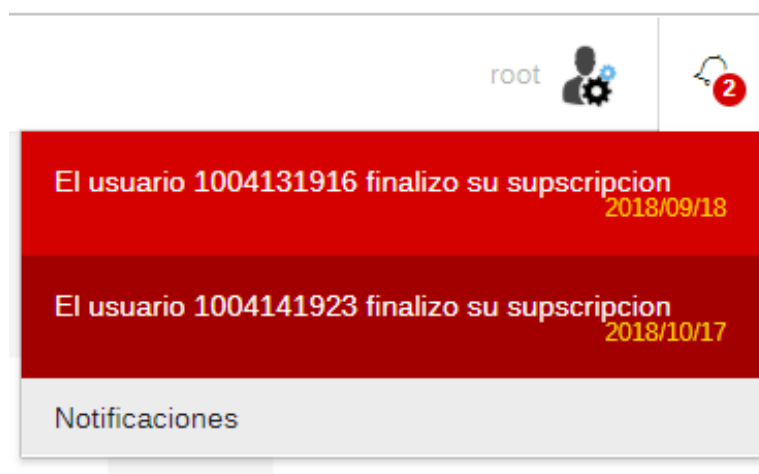 root
2
El usuario 1004131916 finalizo su supscripcion
2018/09/18
El usuario 1004141923 finalizo su supscripcion
2018/10/17
Notificaciones